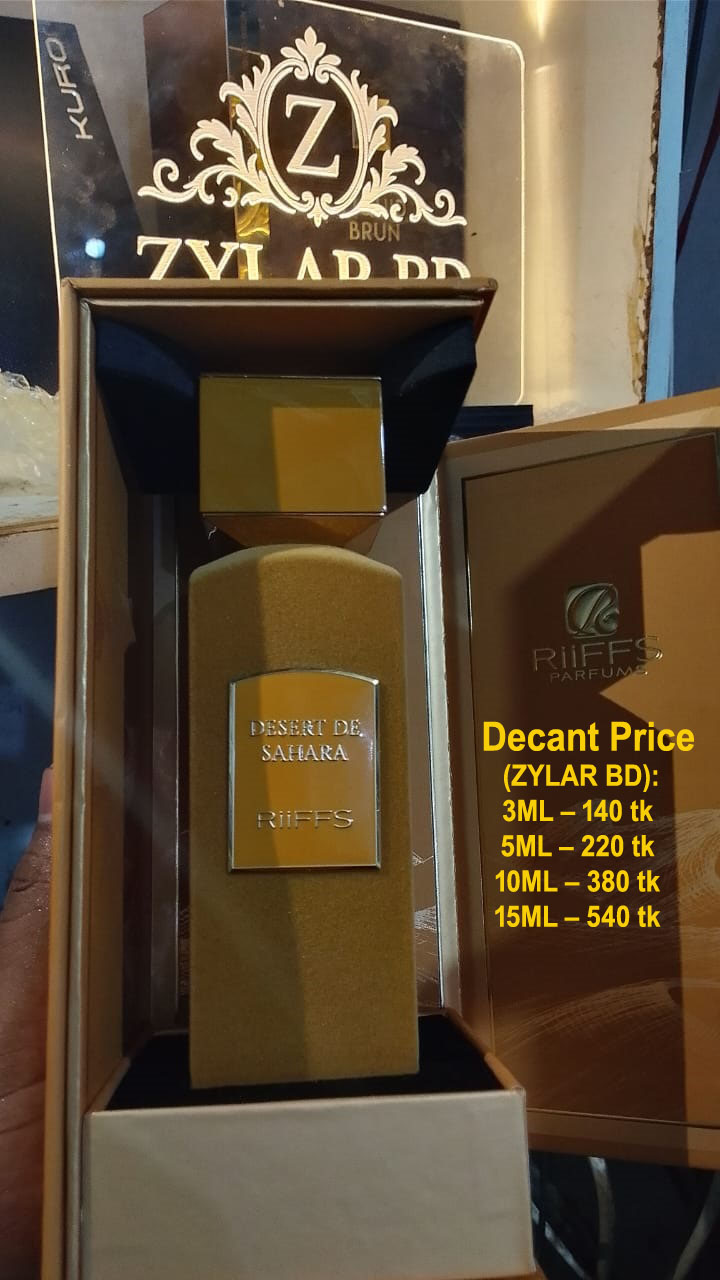 KURO
Z
BRUN
ZYLAR BD
DESERT DE
SAHARA
RiiFFS
RiiFFS
PARFUMS
Decant Price
(ZYLAR BD):
3ML – 140 tk
5ML – 220 tk
10ML – 380 tk
15ML – 540 tk